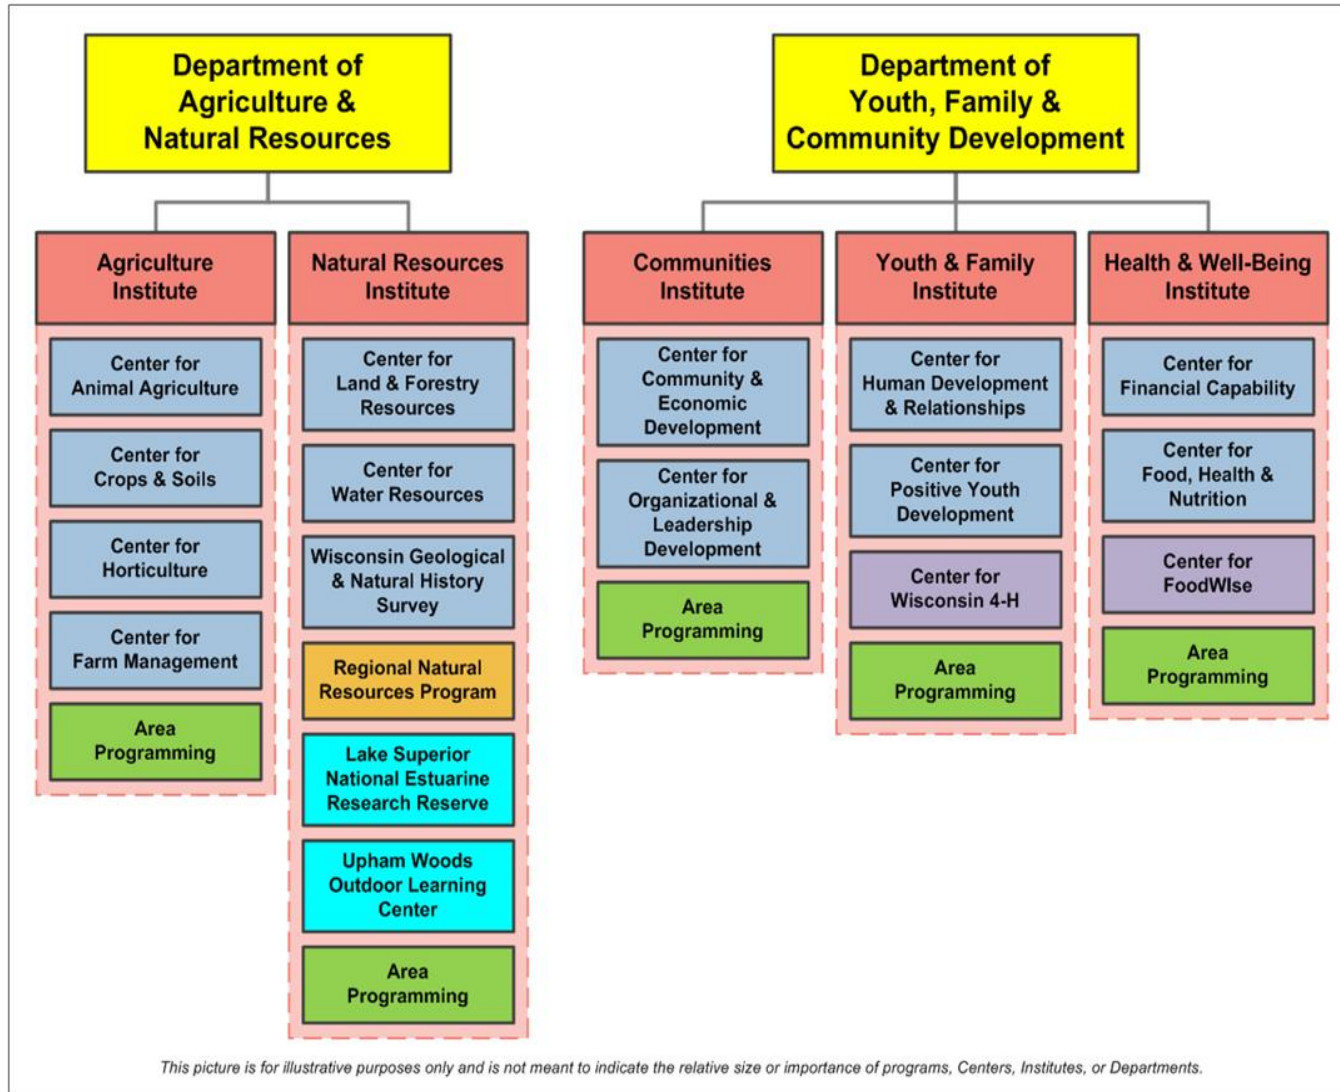 Department of
Agriculture &
Natural Resources
Department of
Youth, Family &
Community Development
Agriculture
Institute
Center for
Animal Agriculture
Center for
Crops & Soils
Center for
Horticulture
Center for
Farm Management
Area
Programming
Natural Resources
Institute
Center for
Land & Forestry
Resources
Center for
Water Resources
Wisconsin Geological
& Natural History
Survey
Regional Natural
Resources Program
Lake Superior
National Estuarine
Research Reserve
Upham Woods
Outdoor Learning
Center
Area
Programming
Communities
Institute
Center for
Community &
Economic
Development
Center for
Organizational &
Leadership
Development
Area
Programming
Youth & Family
Institute
Center for
Human Development
& Relationships
Center for
Positive Youth
Development
Center for
Wisconsin 4-H
Area
Programming
Health & Well-Being
Institute
Center for
Financial Capability
Center for
Food, Health &
Nutrition
Center for
FoodWIse
Area
Programming
This picture is for illustrative purposes only and is not meant to indicate the relative size or importance of programs, Centers, Institutes, or Departments.